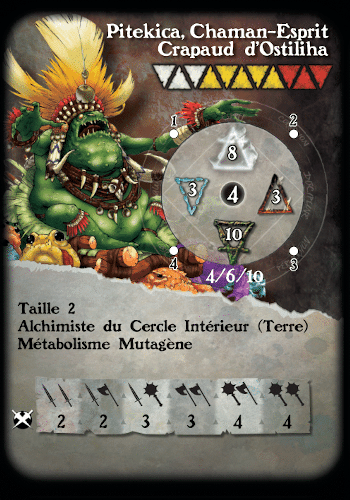 Pitekica, Chaman-Esprit
Crapaud d'Ostiliha
1
2
8
3
4
3
10
4
3
4/6/10
Taille 2
Alchimiste du Cercle Intérieur (Terre)
Métabolisme Mutagène
2 2 3 3 4 4